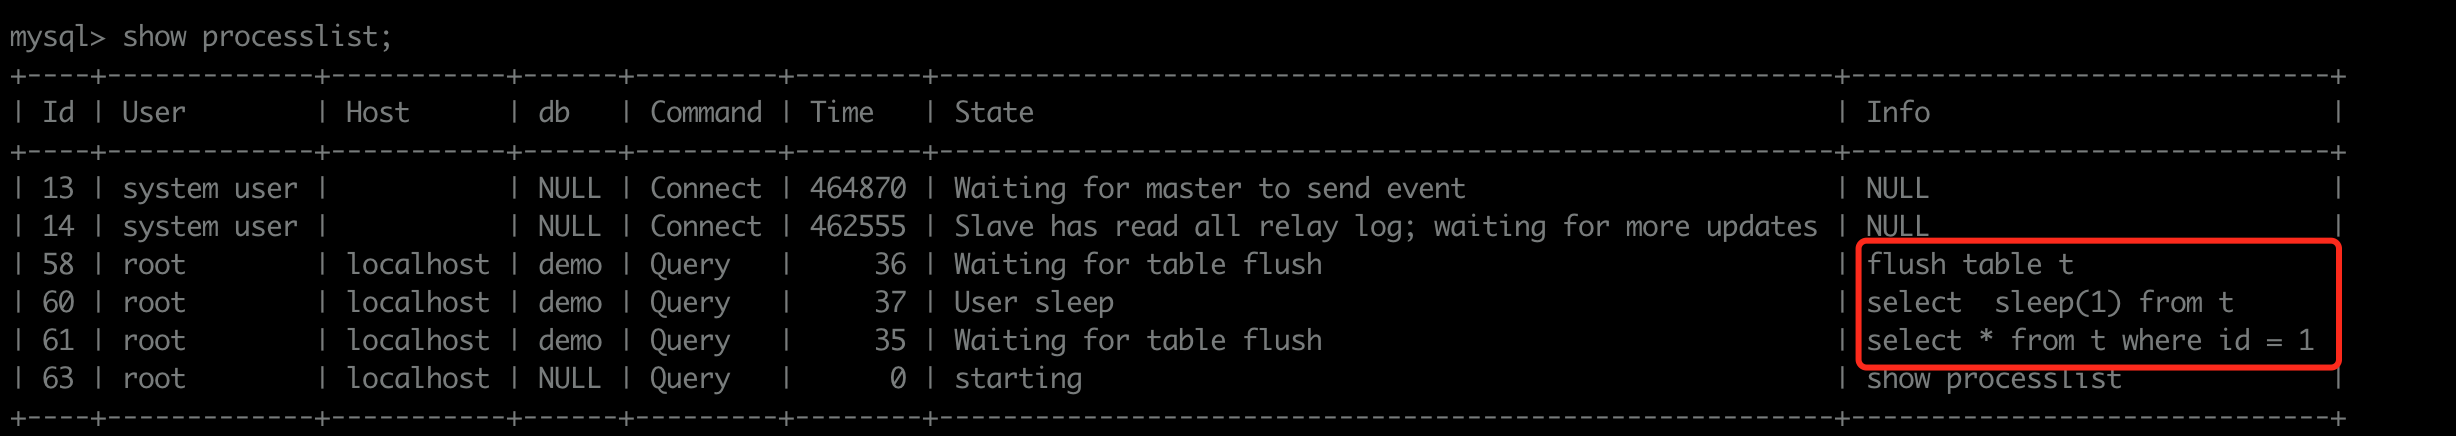 mysql> show processlist;
+----+-------------+-----------+------+---------+--------+--------------------------------------------------------+------------------------------+
| Id | User        | Host      | db   | Command | Time   | State                                                  | Info                         |
+----+-------------+-----------+------+---------+--------+--------------------------------------------------------+------------------------------+
| 13 | system user |           | NULL | Connect | 464870 | Waiting for master to send event                       | NULL                         |
| 14 | system user |           | NULL | Connect | 462555 | Slave has read all relay log; waiting for more updates | NULL                         |
| 58 | root        | localhost | demo | Query   |     36 | Waiting for table flush                                | flush table t                |
| 60 | root        | localhost | demo | Query   |     37 | User sleep                                             | select  sleep(1) from t      |
| 61 | root        | localhost | demo | Query   |     35 | Waiting for table flush                                | select * from t where id = 1 |
| 63 | root        | localhost | NULL | Query   |      0 | starting                                               | show processlist             |
+----+-------------+-----------+------+---------+--------+--------------------------------------------------------+------------------------------+